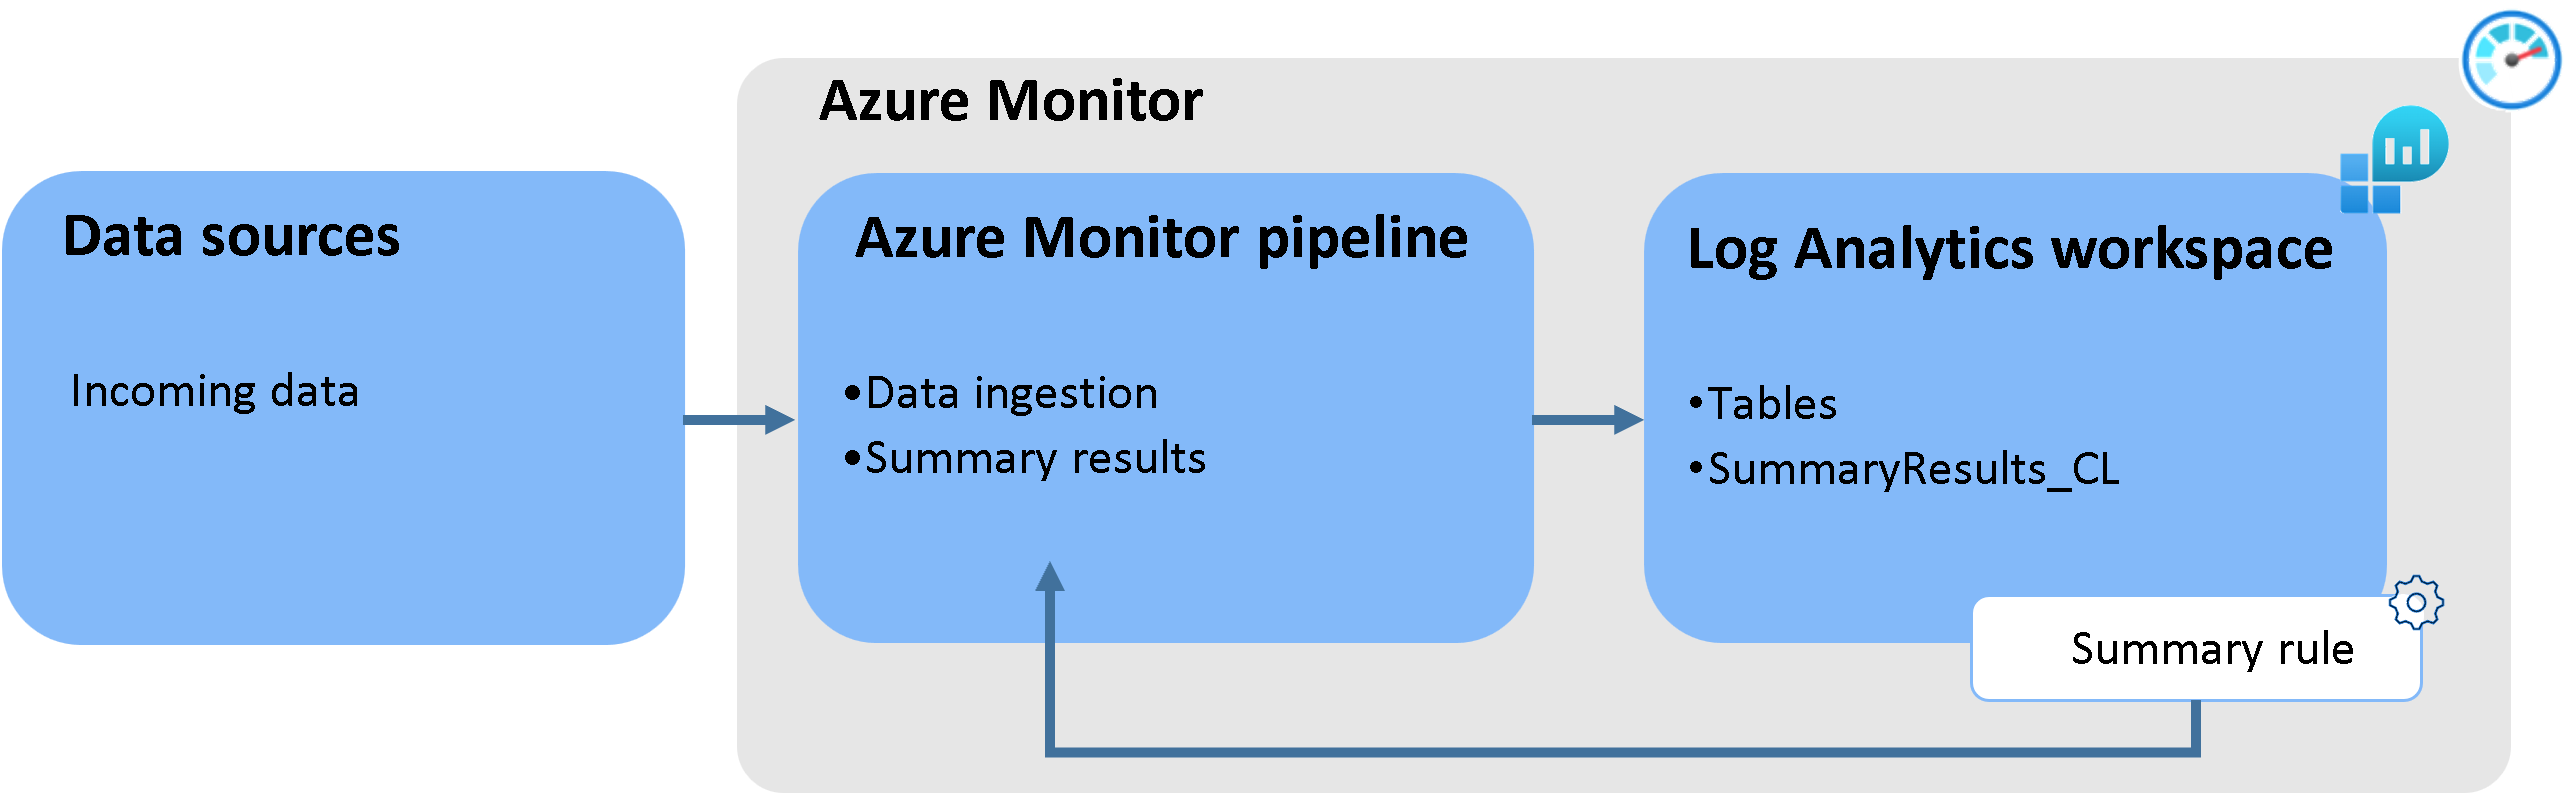 Azure Monitor
Data sources
Incoming data
Azure Monitor pipeline
•Data ingestion
•Summary results
Log Analytics workspace
•Tables
•SummaryResults_CL
Summary rule